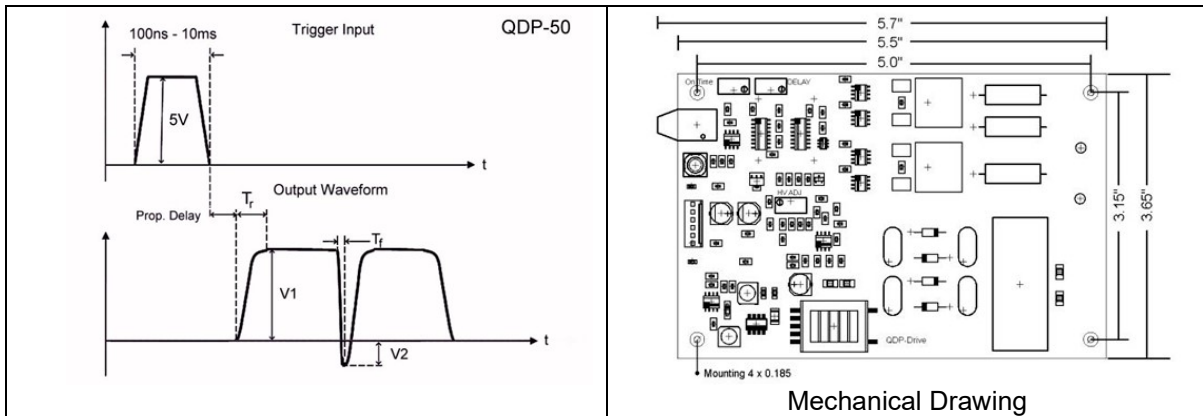 100ns - 10ms
Trigger Input
QDP-50
5V
t
Output Waveform
Tr
Prop. Delay
Tf
V1
t
V2
5.7"
5.5"
5.0"
On Time
DELAY
HV ADJ
3.15"
3.65"
QDP-Drive
Mounting 4 x 0.185
Mechanical Drawing